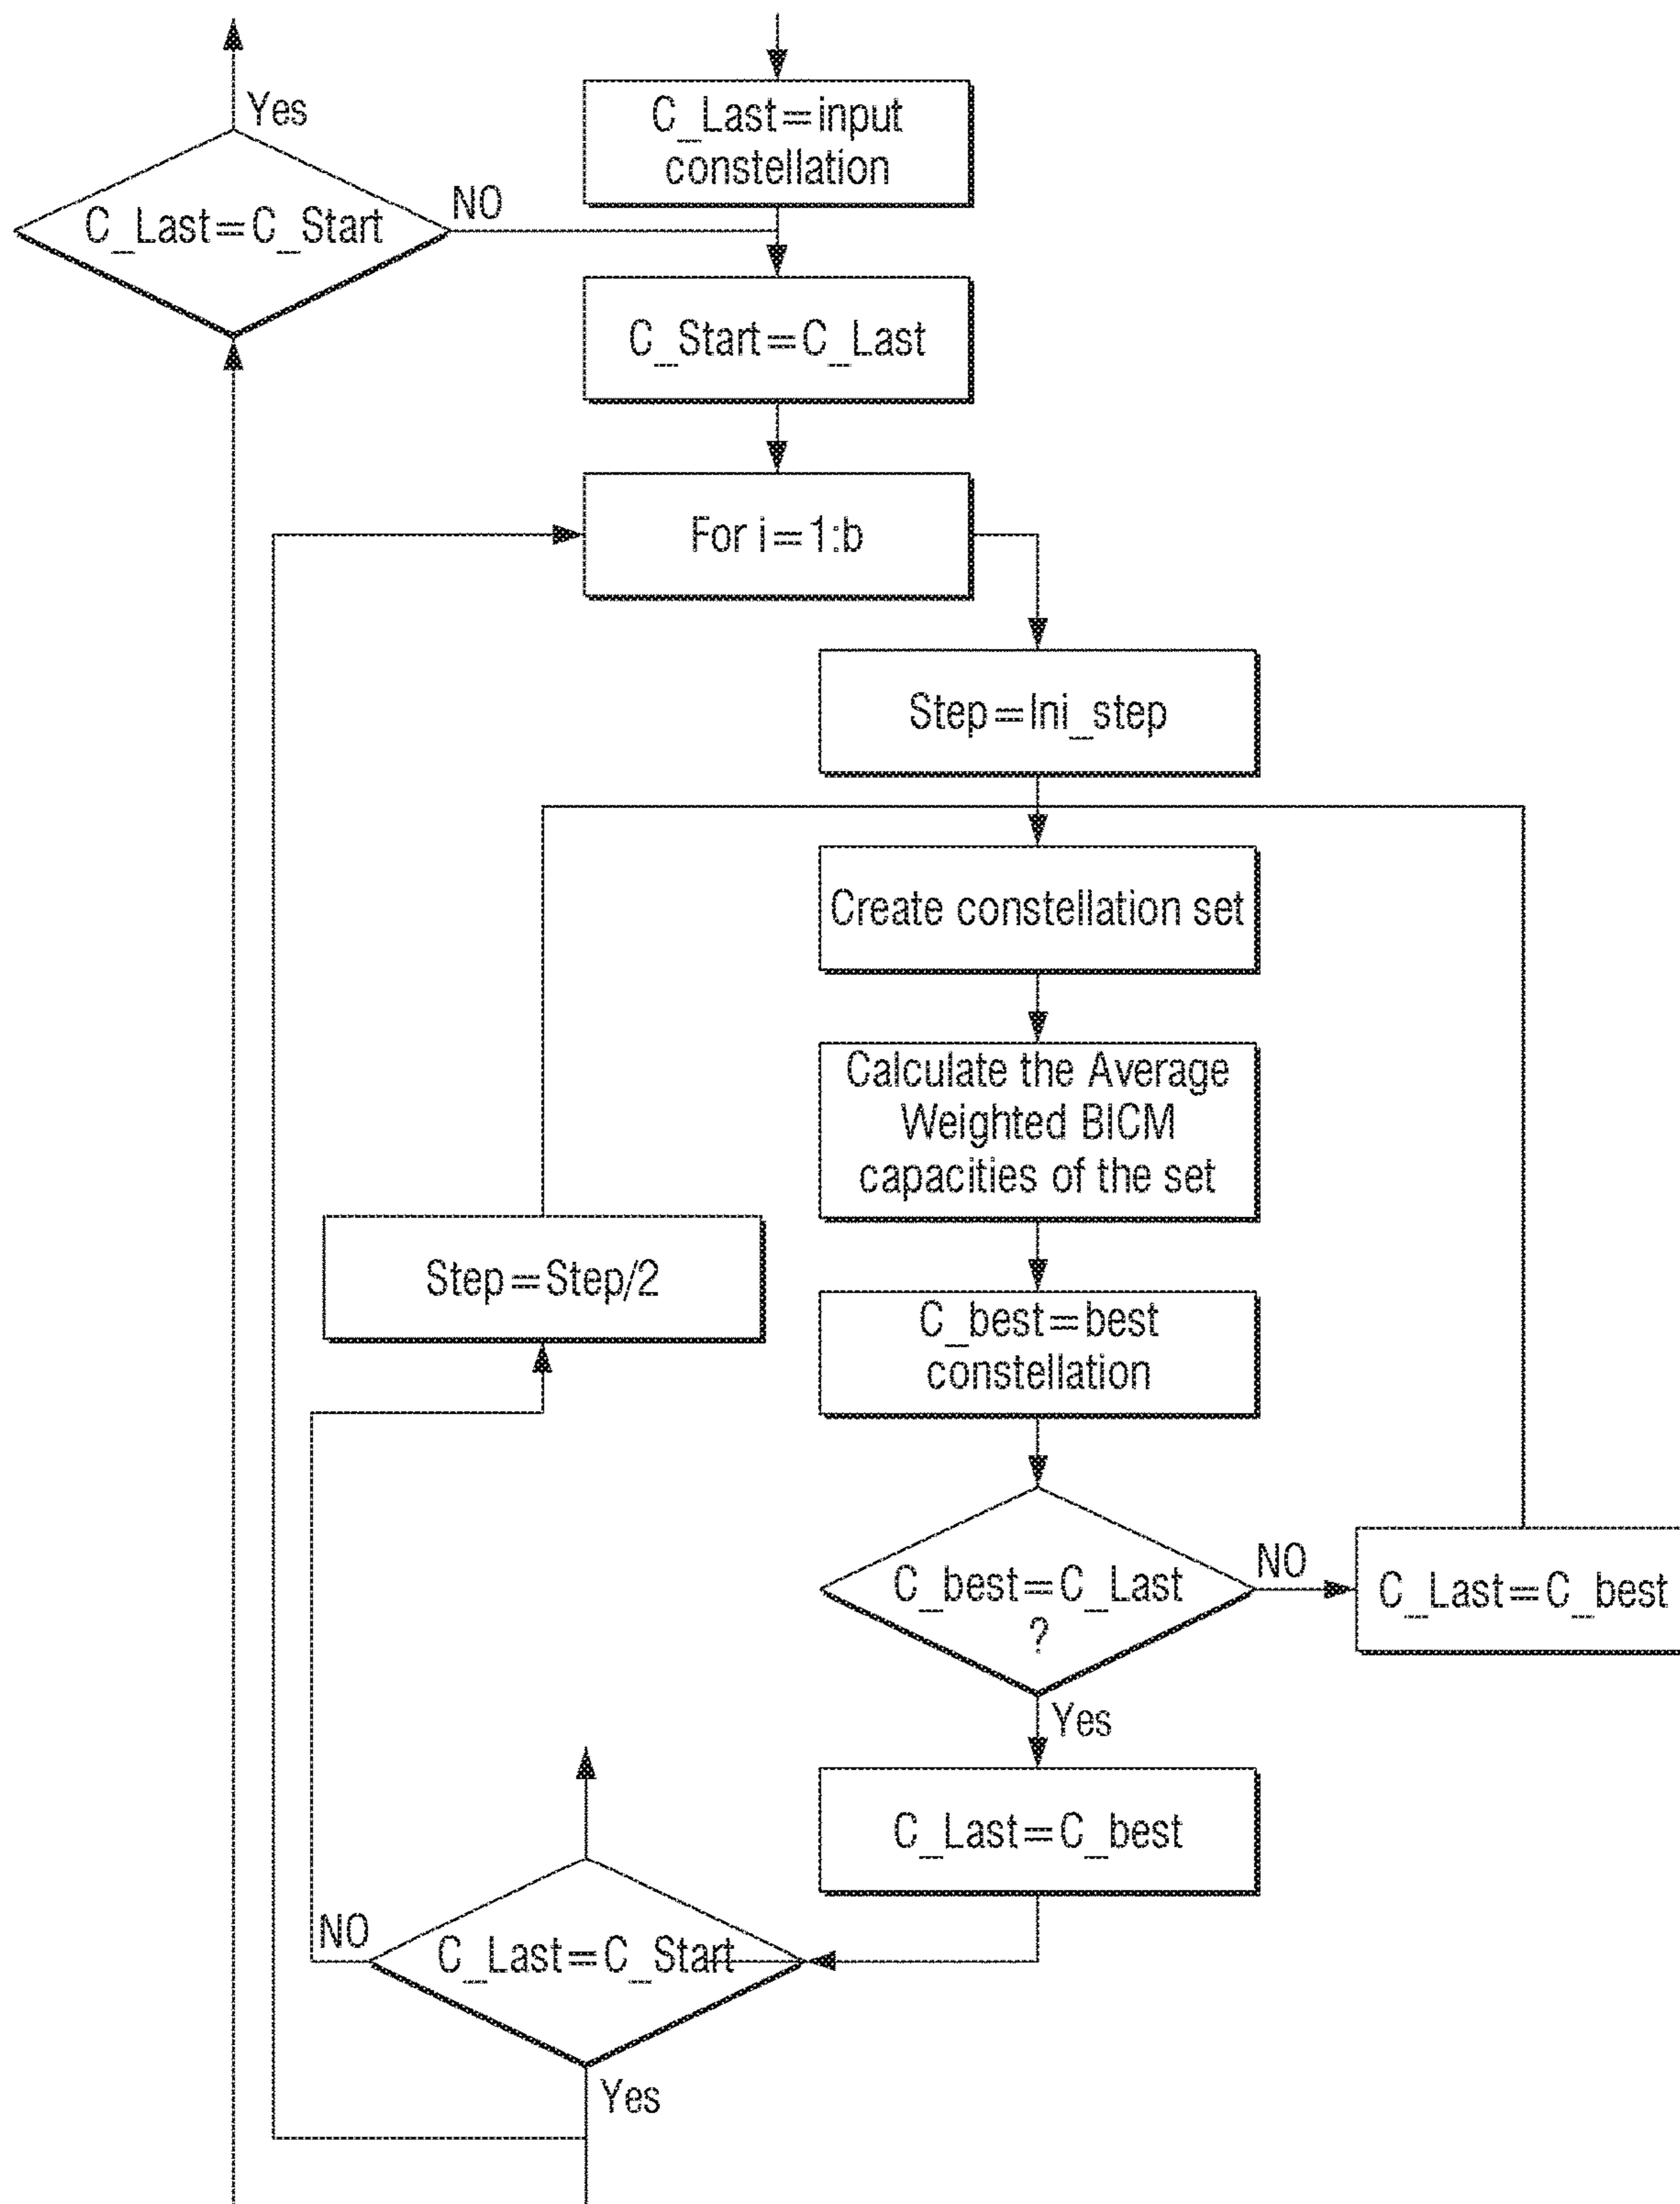 Yes
C_Last=input
constellation
C_Last=C_Start
NO
C_Start=C_Last
For i=1:b
Step=Ini_step
Create constellation set
Calculate the Average
Weighted BICM
capacities of the set
Step=Step/2
C_best=best
constellation
C_best=C_Last
?
NO
C_Last=C_best
Yes
C_Last=C_best
NO
C_Last=C_Start
Yes